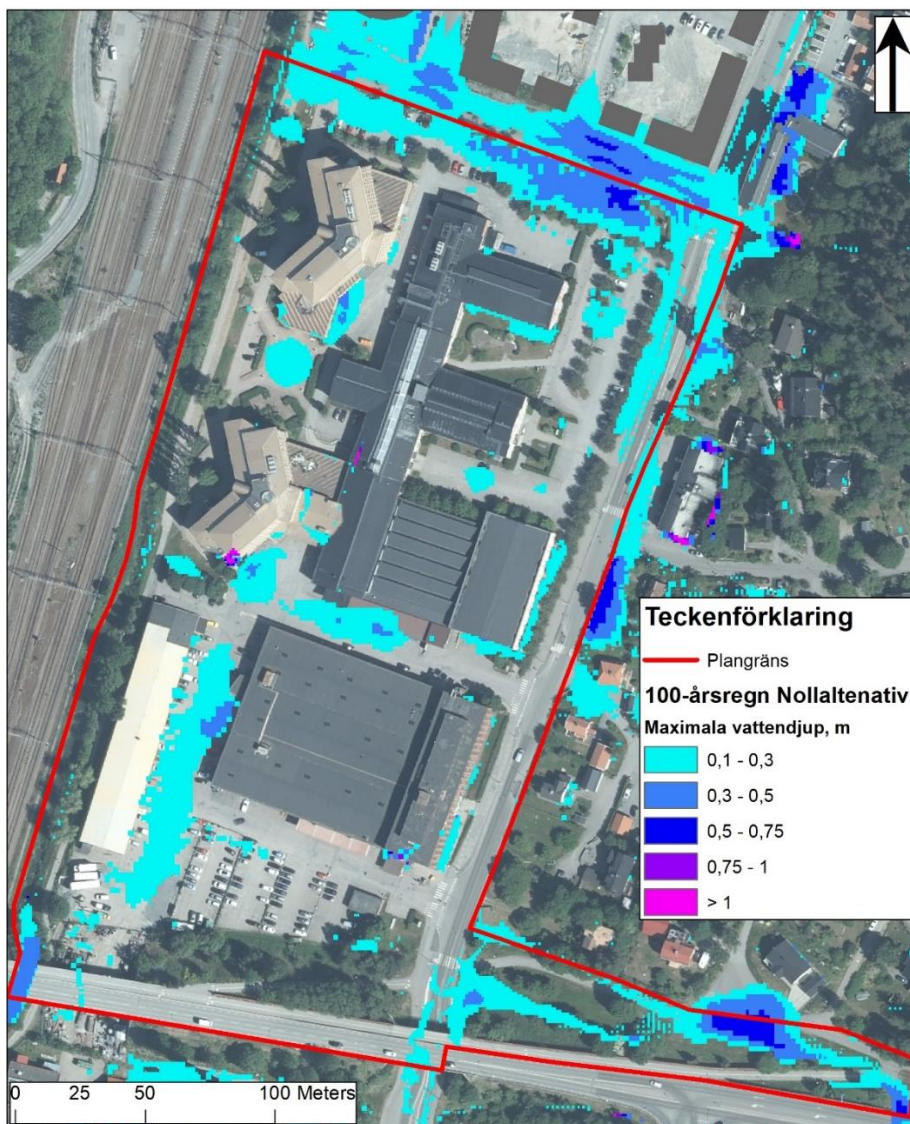 Teckenförklaring
Plangräns
100-årsregn Nollaltenativ
Maximala vattendjup, m
0,1 - 0,3
0,3 - 0,5
0,5 - 0,75
0,75 - 1
> 1
0 25 50 100 Meters